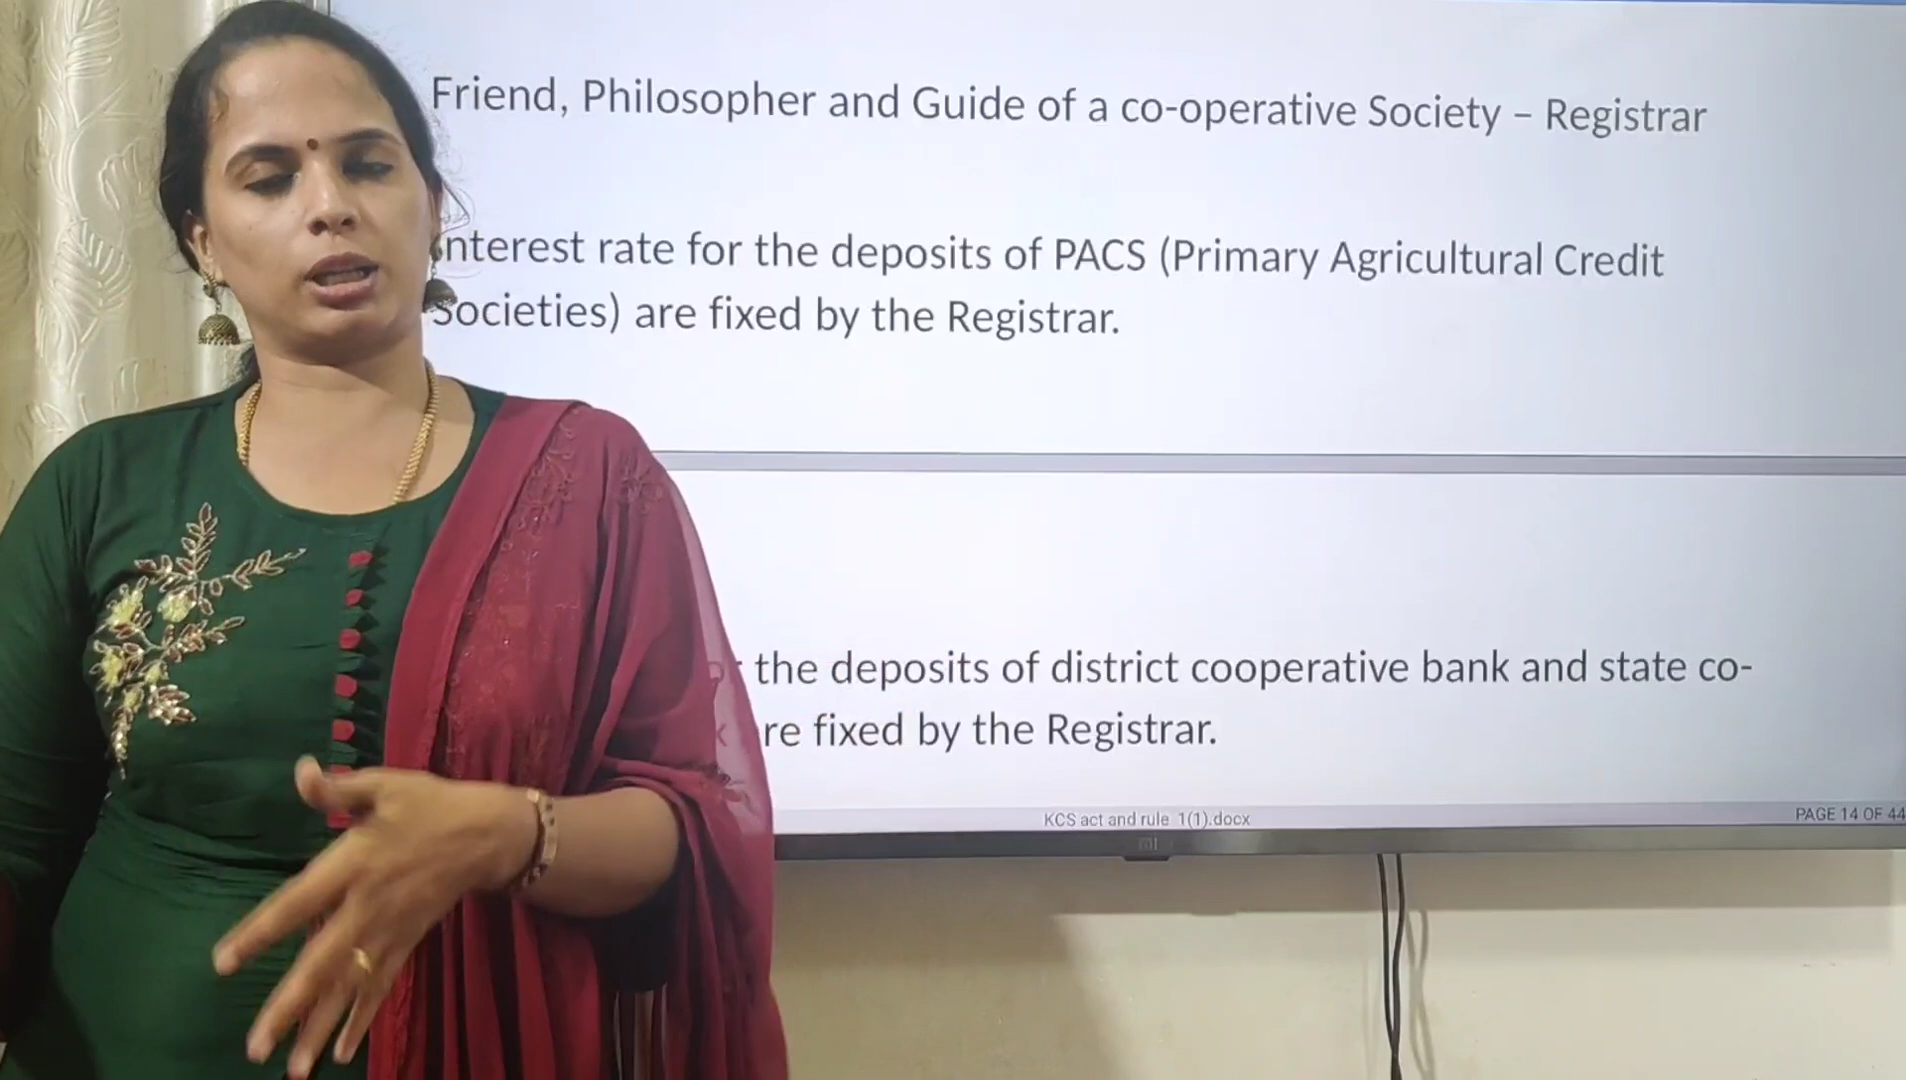 Friend, Philosopher and Guide of a co-operative Society – Registrar
nterest rate for the deposits of PACS (Primary Agricultural Credit
Societies) are fixed by the Registrar.
the deposits of district cooperative bank and state co-
re fixed by the Registrar.
KCS act and rule 1(1).docx
PAGE 14 OF 44
mi